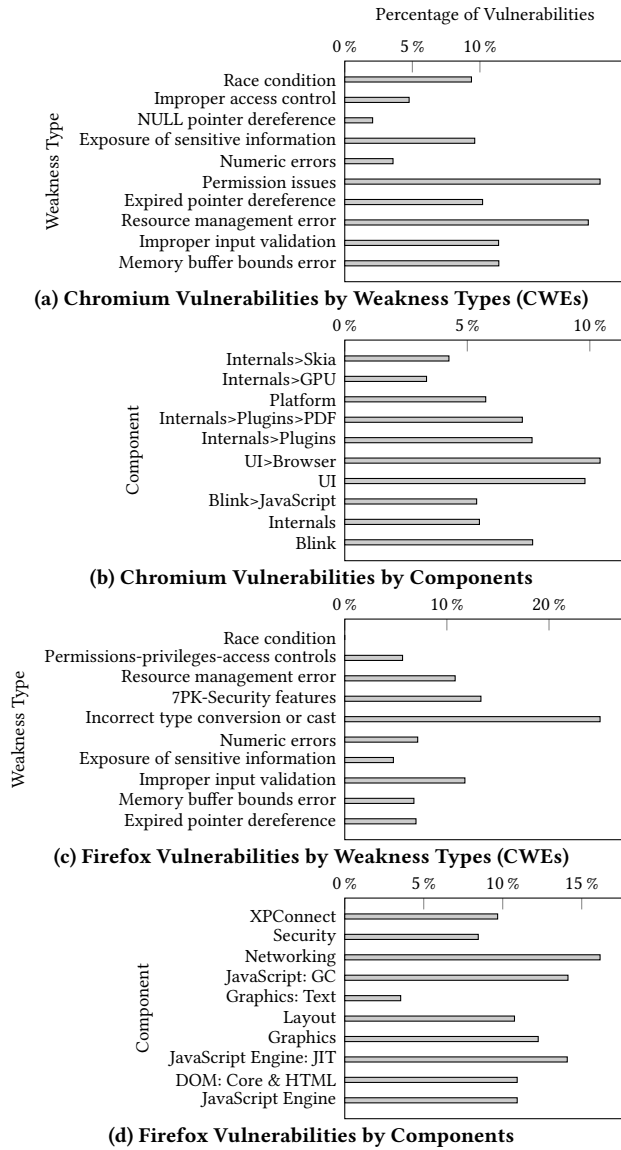 Percentage of Vulnerabilities
0 % 5 % 10 %
Weakness Type
Race condition
Improper access control
NULL pointer dereference
Exposure of sensitive information
Numeric errors
Permission issues
Expired pointer dereference
Resource management error
Improper input validation
Memory buffer bounds error
(a) Chromium Vulnerabilities by Weakness Types (CWEs)
0 % 5 % 10 %
Component
Internals>Skia
Internals>GPU
Platform
Internals>Plugins>PDF
Internals>Plugins
UI>Browser
UI
Blink>JavaScript
Internals
Blink
(b) Chromium Vulnerabilities by Components
0 % 10 % 20 %
Weakness Type
Race condition
Permissions-privileges-access controls
Resource management error
7PK-Security features
Incorrect type conversion or cast
Numeric errors
Exposure of sensitive information
Improper input validation
Memory buffer bounds error
Expired pointer dereference
(c) Firefox Vulnerabilities by Weakness Types (CWEs)
0 % 5 % 10 % 15 %
Component
XPConnect
Security
Networking
JavaScript: GC
Graphics: Text
Layout
Graphics
JavaScript Engine: JIT
DOM: Core & HTML
JavaScript Engine
(d) Firefox Vulnerabilities by Components